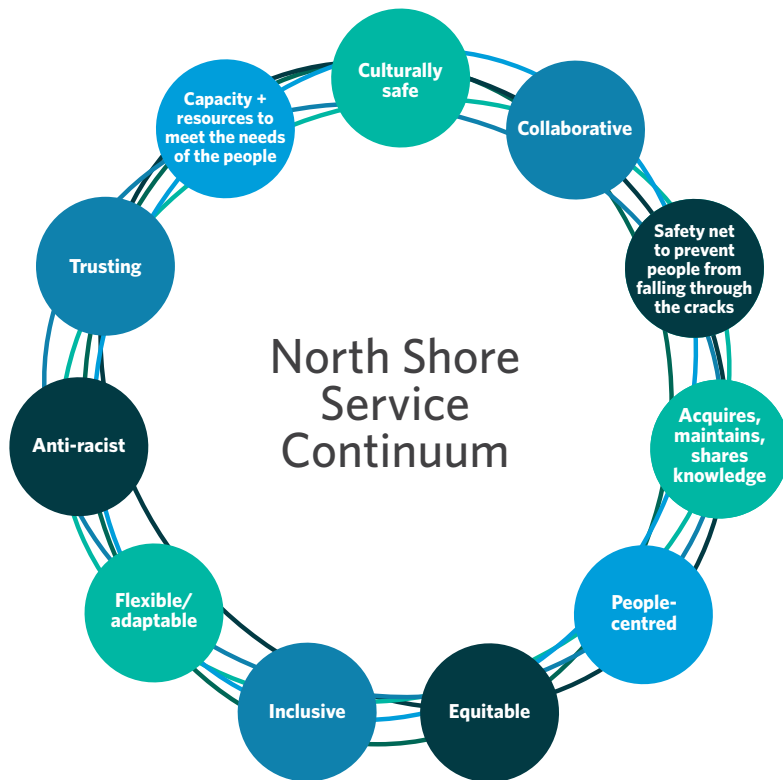 Culturally
safe
Collaborative
Safety net
to prevent
people from
falling through
the cracks
Acquires,
maintains,
shares
knowledge
People-
centred
Equitable
Inclusive
Flexible/
adaptable
Anti-racist
Trusting
Capacity +
resources to
meet the needs
of the people
North Shore
Service
Continuum